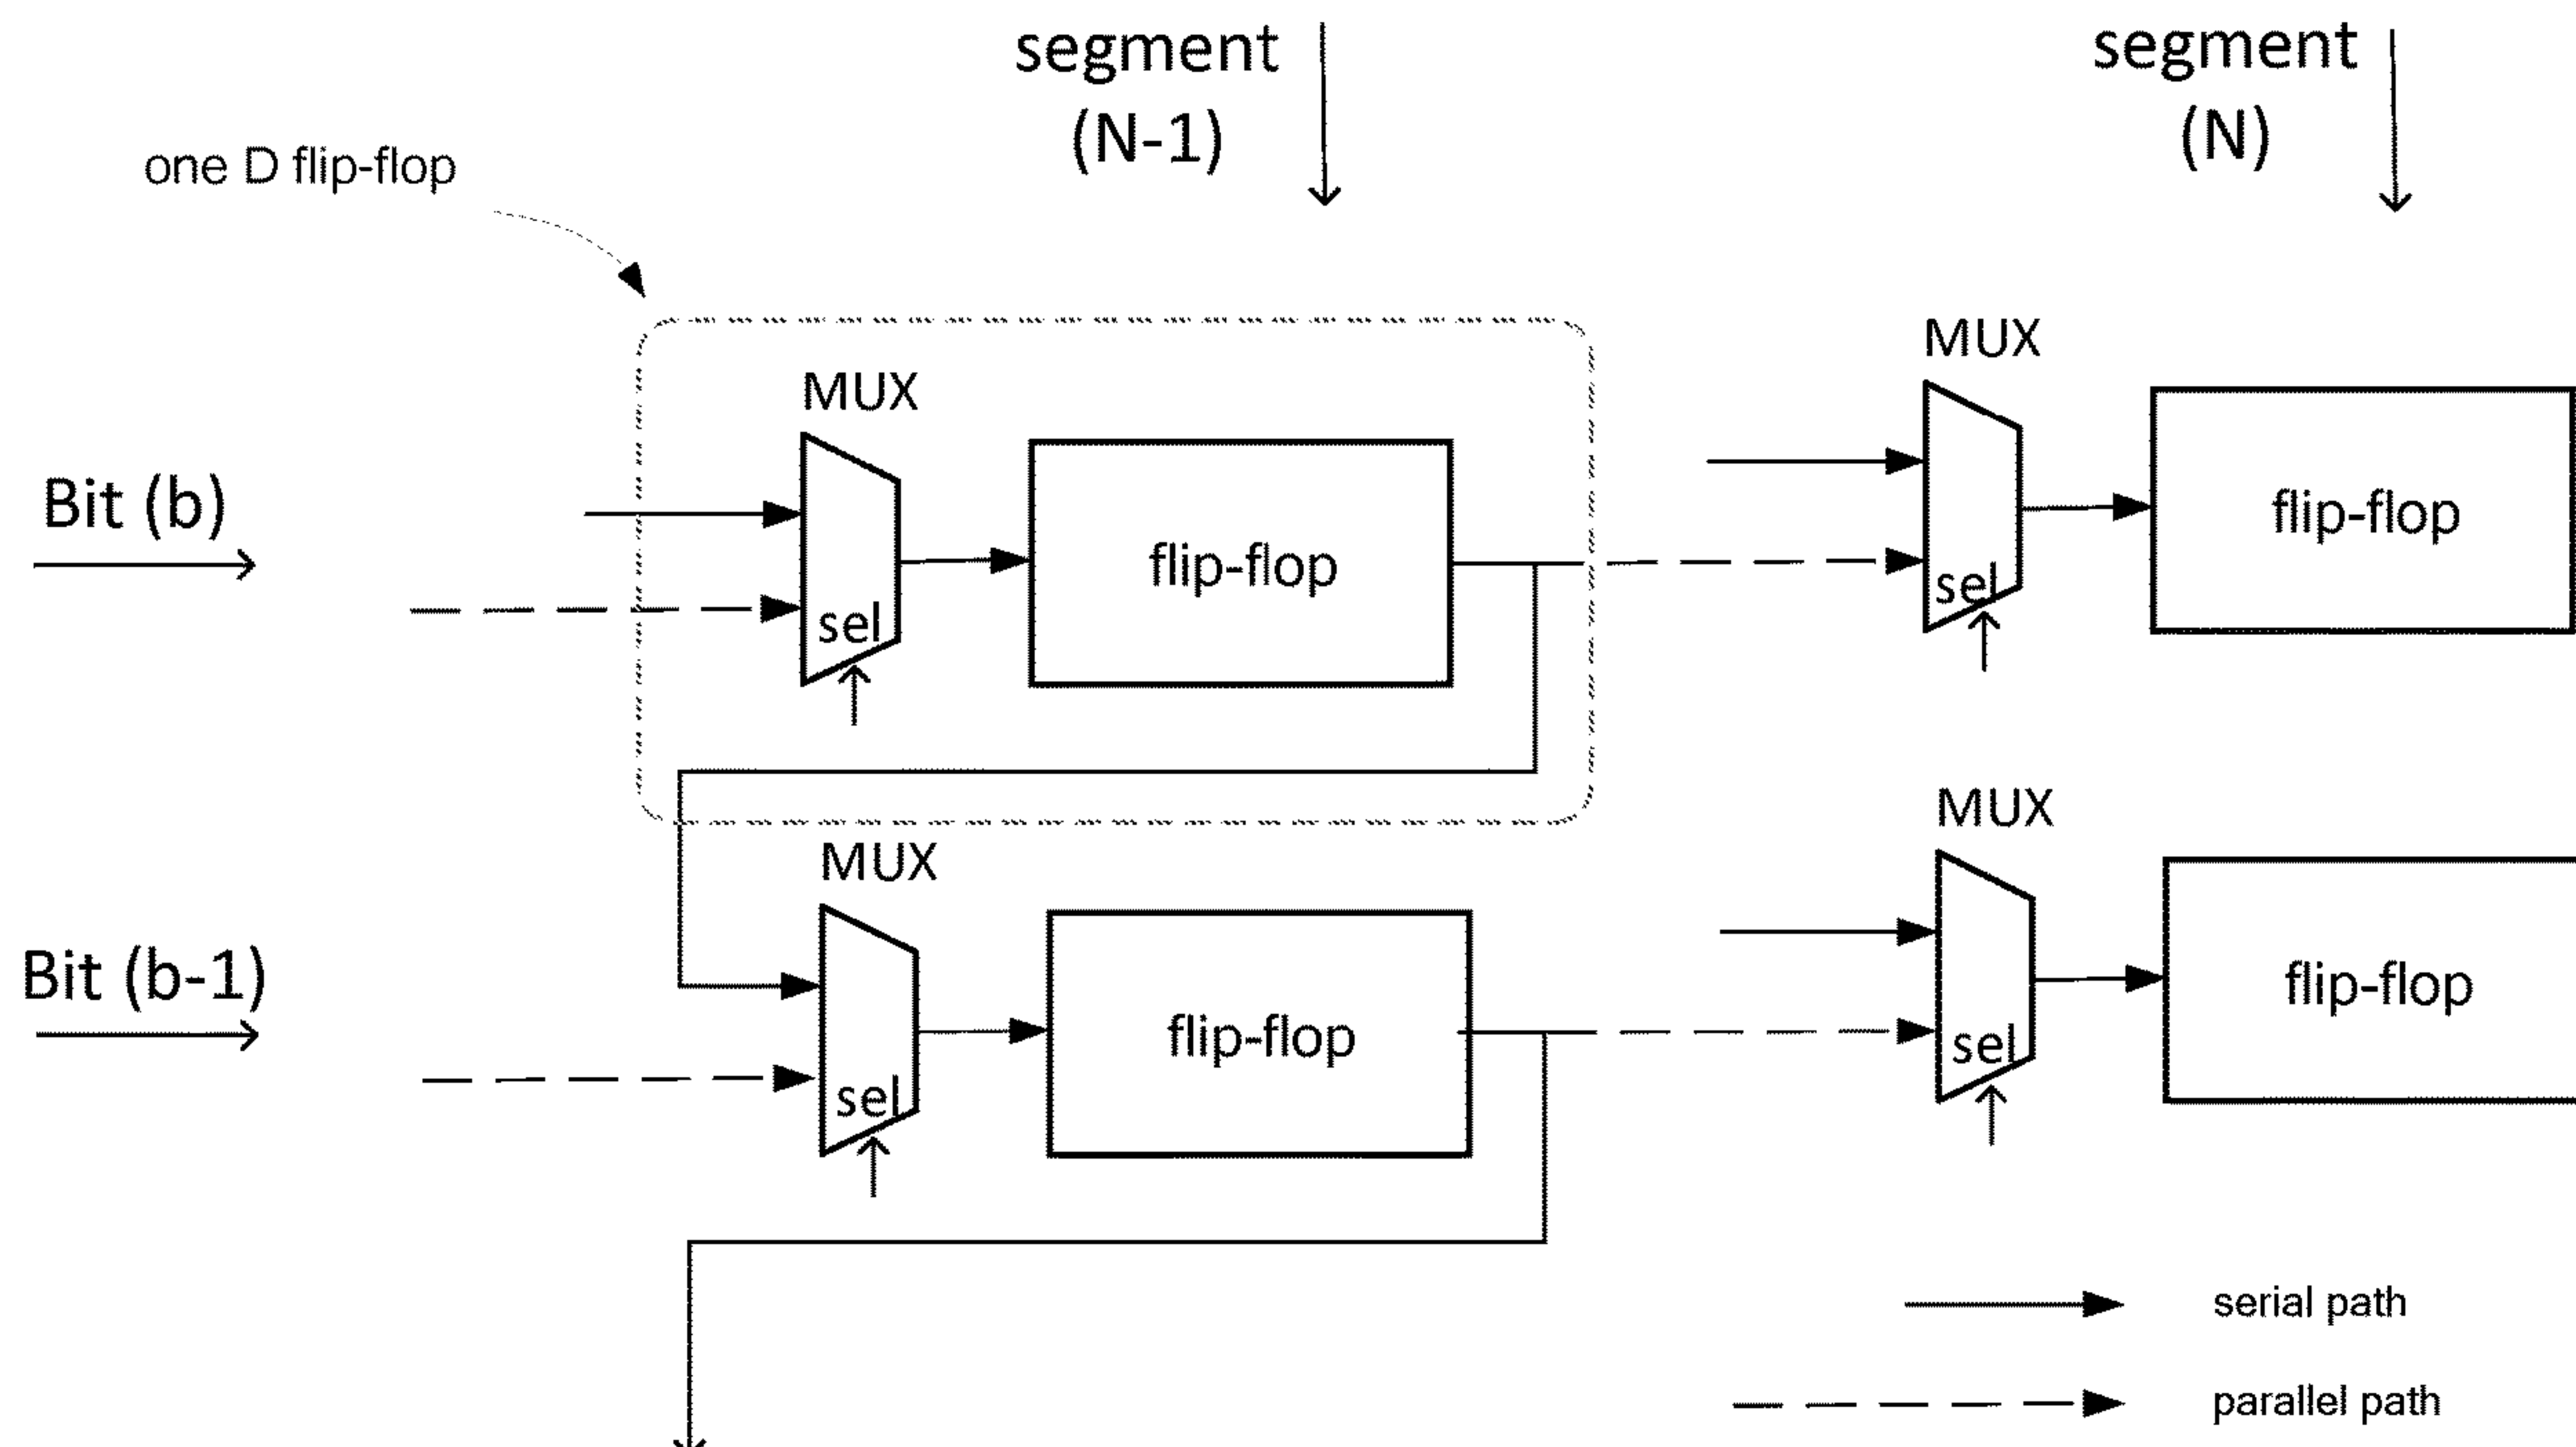 segment
(N-1)
segment
(N)
one D flip-flop
MUX
MUX
Bit (b)
flip-flop
sel
flip-flop
sel
MUX
MUX
Bit (b-1)
flip-flop
sel
flip-flop
sel
serial path
parallel path